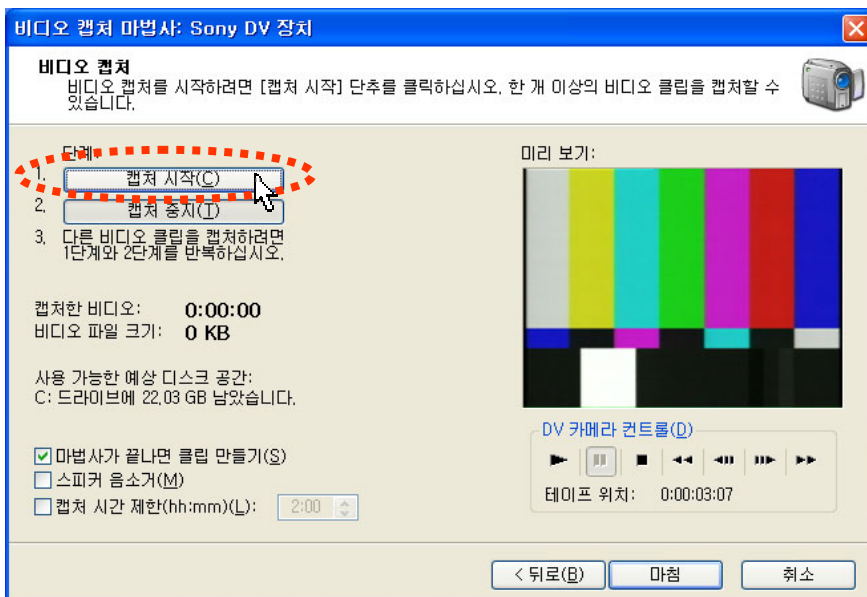 비디오 캡처 마법사: Sony DV 장치
비디오 캡처
비디오 캡처를 시작하려면 [캡처 시작] 단추를 클릭하십시오. 한 개 이상의 비디오 클립을 캡처할 수
있습니다.
단계:
1. 캡처 시작(C)
2. 캡처 중지(T)
3. 다른 비디오 클립을 캡처하려면
1단계와 2단계를 반복하십시오.
캡처한 비디오: 0:00:00
비디오 파일 크기: 0 KB
사용 가능한 예상 디스크 공간:
C: 드라이브에 22.03 GB 남았습니다.
마법사가 끝나면 클립 만들기(S)
스피커 음소거(M)
캡처 시간 제한(hh:mm)(L): 2:00
미리 보기:
DV 카메라 컨트롤(D)
테이프 위치: 0:00:03:07
< 뒤로(B)
마침
취소